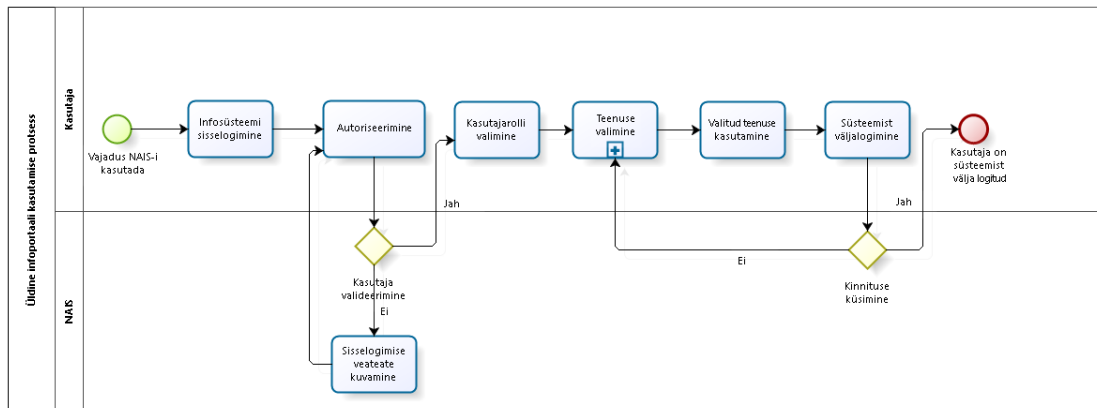 Üldine infoportaali kasutamise protsess
Kasutaja
NAIS
Vajadus NAIS-i
kasutada
Infosüsteemi
sisselogimine
Autoriseerimine
Kasutajarolli
valimine
Teenuse
valimine
Valitud teenuse
kasutamine
Süsteemist
väljalogimine
Kasutaja on
süsteemist
välja logitud
Jah
Jah
Kasutaja
valideerimine
Ei
Ei
Kinnituse
küsimine
Sisselogimise
veateate
kuvamine